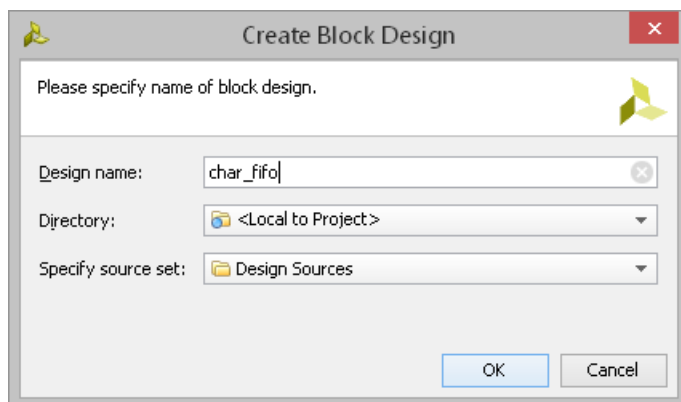 Create Block Design
Please specify name of block design.
Design name: char_fifo
Directory: <Local to Project>
Specify source set: Design Sources
OK Cancel